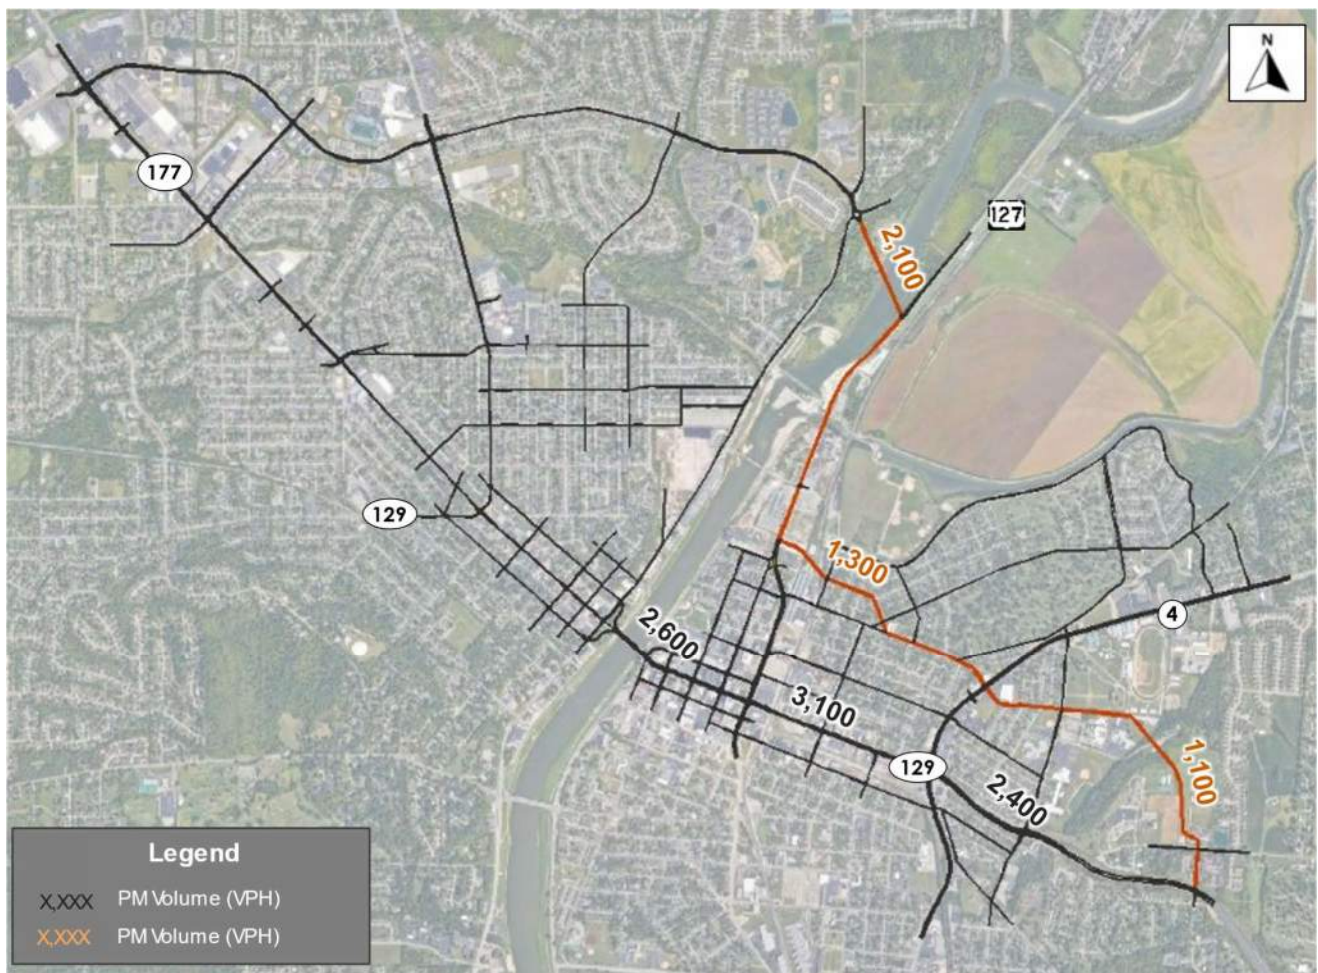 N
177
127
2,100
129
1,300
4
2,600
3,100
129
2,400
1,100
Legend
X,XXX PM Volume (VPH)
X,XXX PM Volume (VPH)